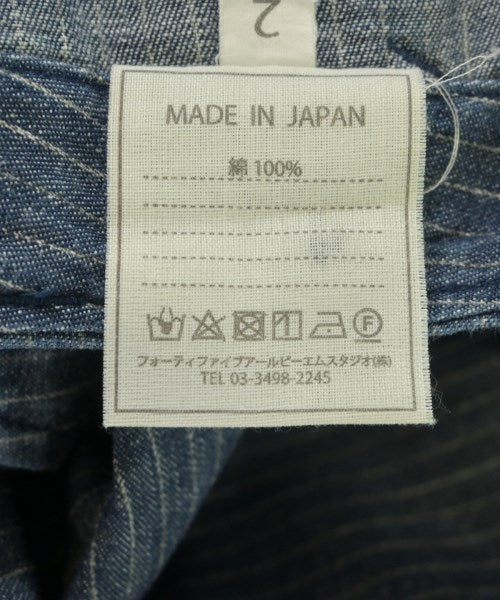 2
MADE IN JAPAN
綿 100%
フォーティファイブアールピーエムスタジオ(株)
TEL 03-3498-2245